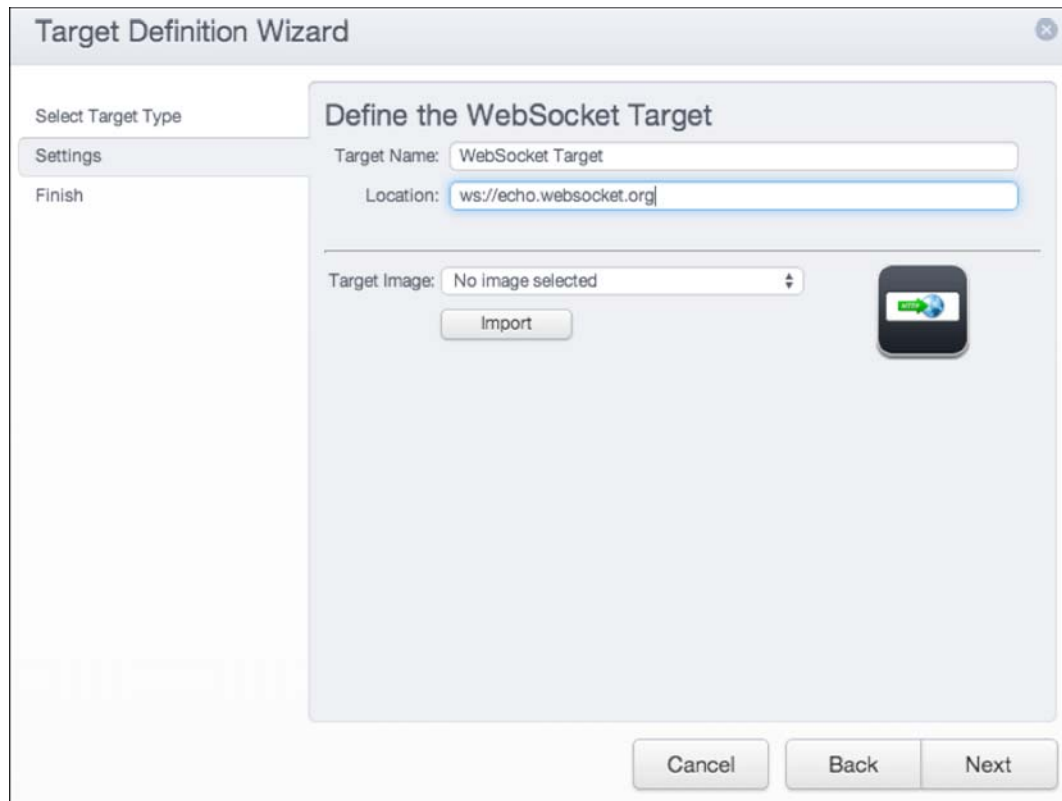 Target Definition Wizard
Select Target Type
Settings
Finish
Define the WebSocket Target
Target Name: WebSocket Target
Location: ws://echo.websocket.org
Target Image: No image selected
Import
HTTP
Cancel
Back
Next